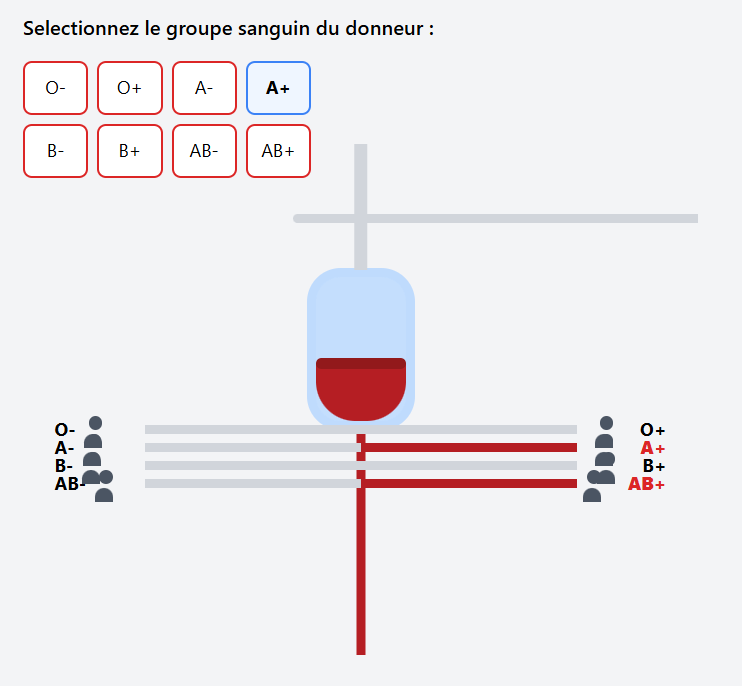 Selectionnez le groupe sanguin du donneur :
O- O+ A- A+
B- B+ AB- AB+
O- O+
A- A+
B- B+
AB- AB+